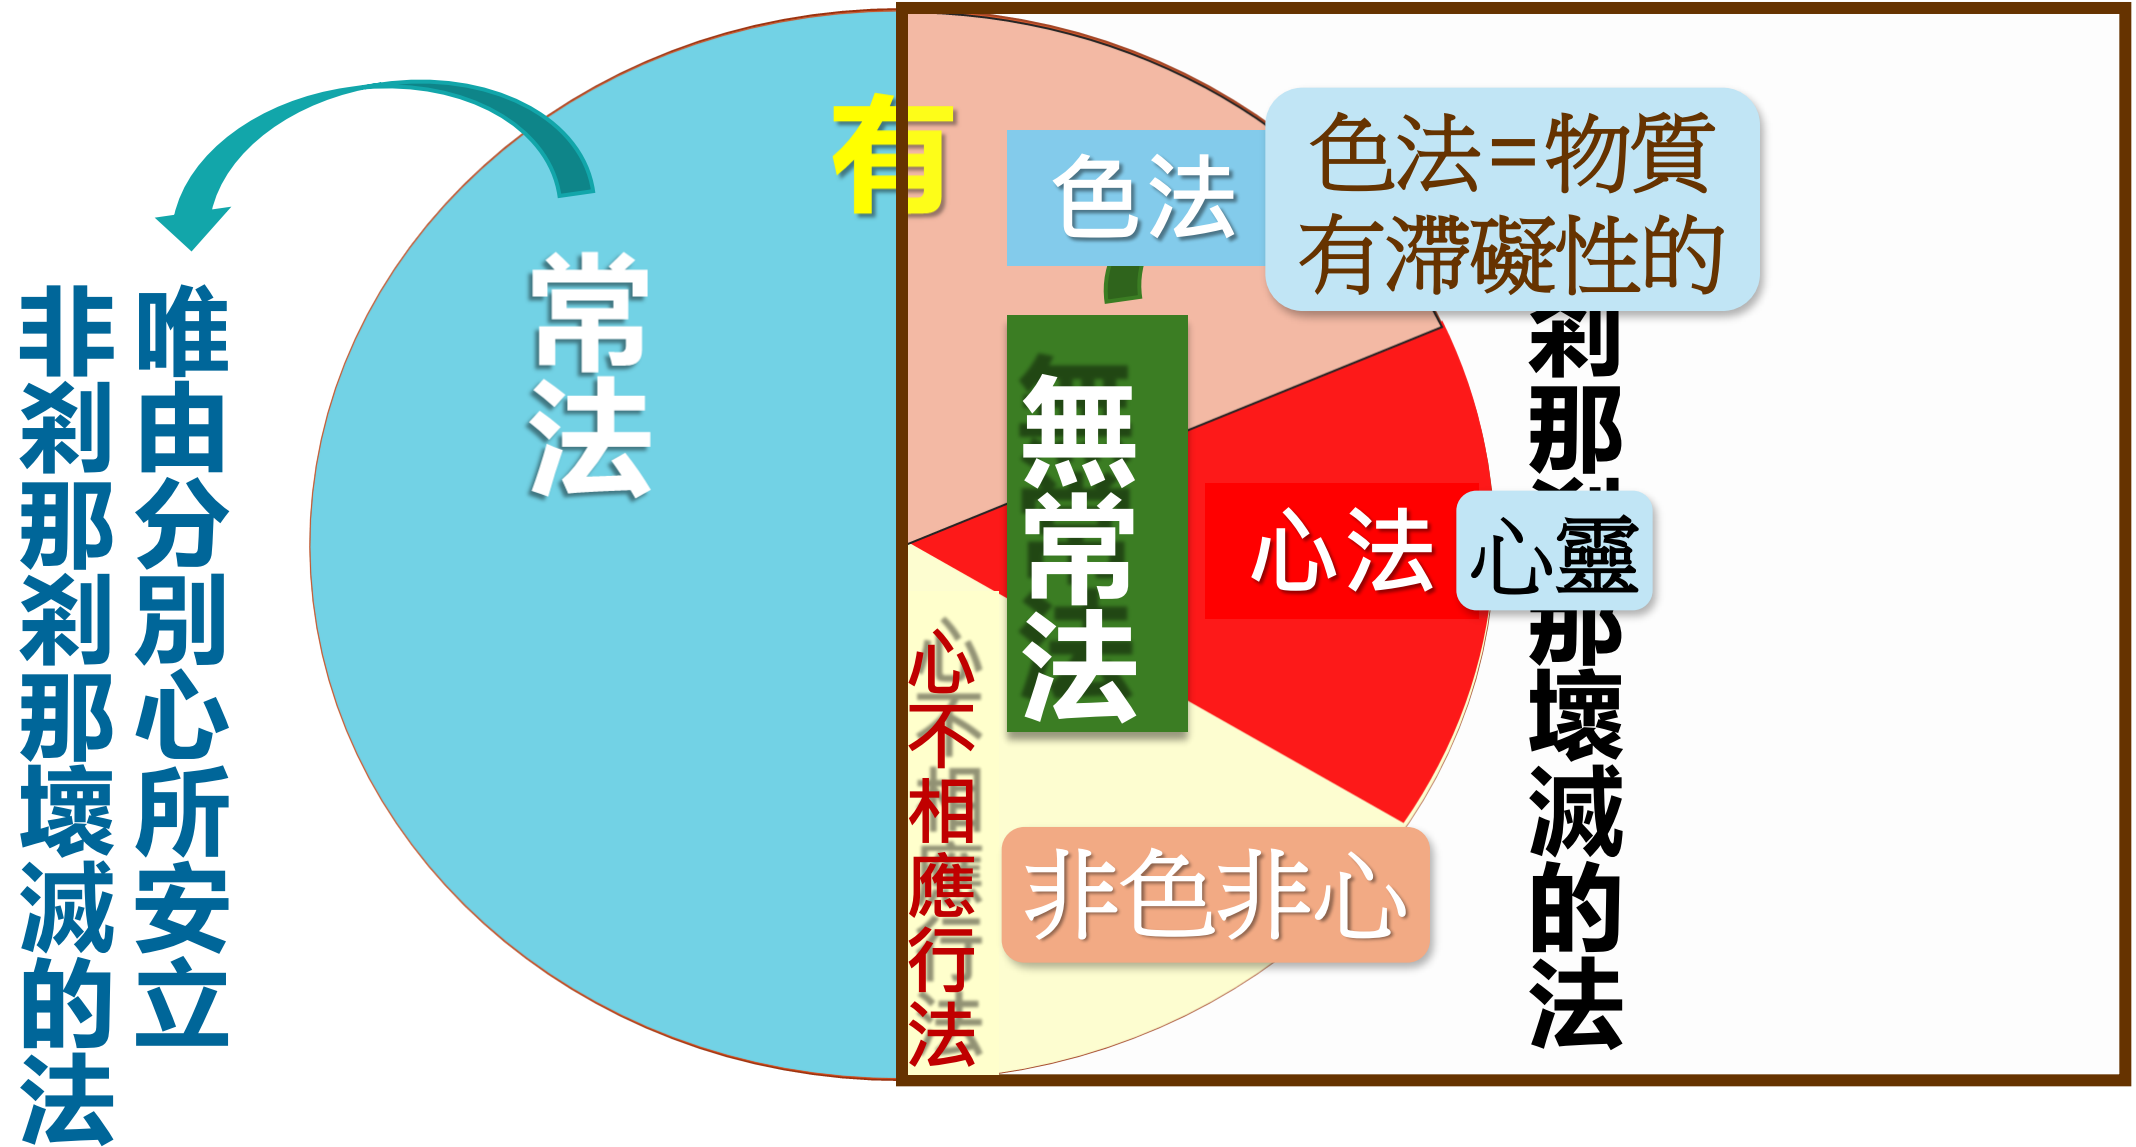 有
常法
唯由分別心所安立
非剎那剎那壞滅的法
無常法
色法
色法=物質
有滯礙性的
心法
心靈
心不相應行法
非色非心
剎那剎那壞滅的法